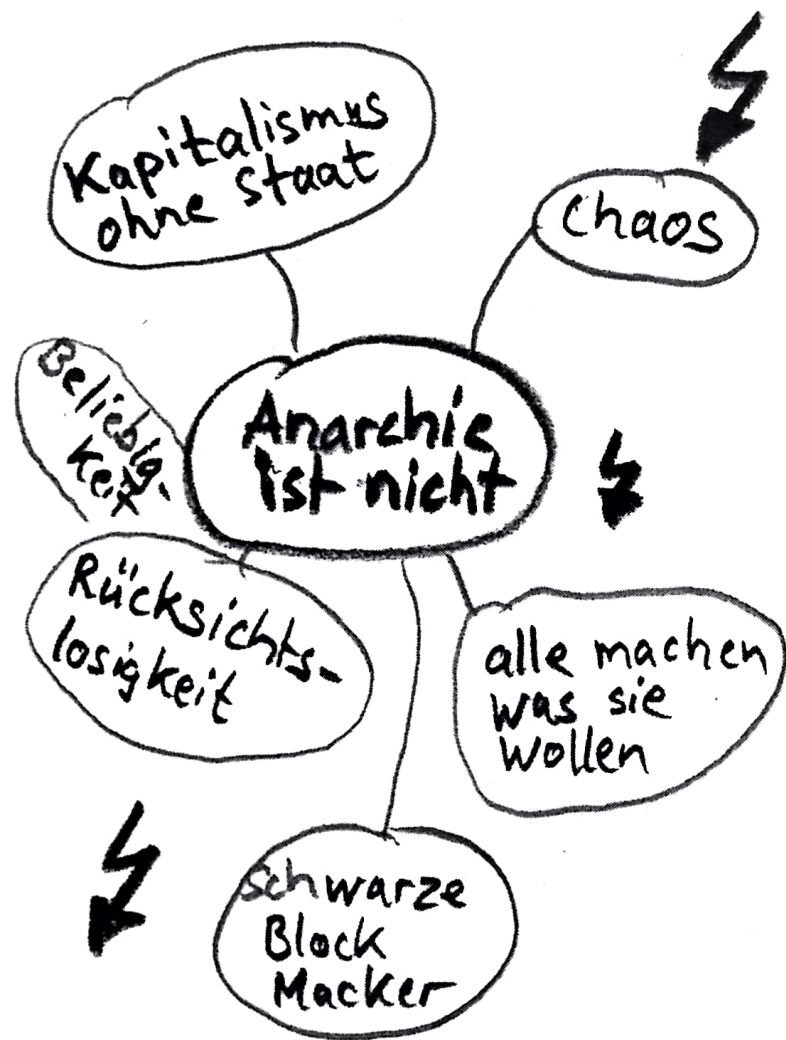 Kapitalismus
ohne Staat
Chaos
Beliebig-
keit
Anarchie
ist nicht
Rücksichts-
losigkeit
alle machen
was sie
wollen
Schwarze
Block
Macker